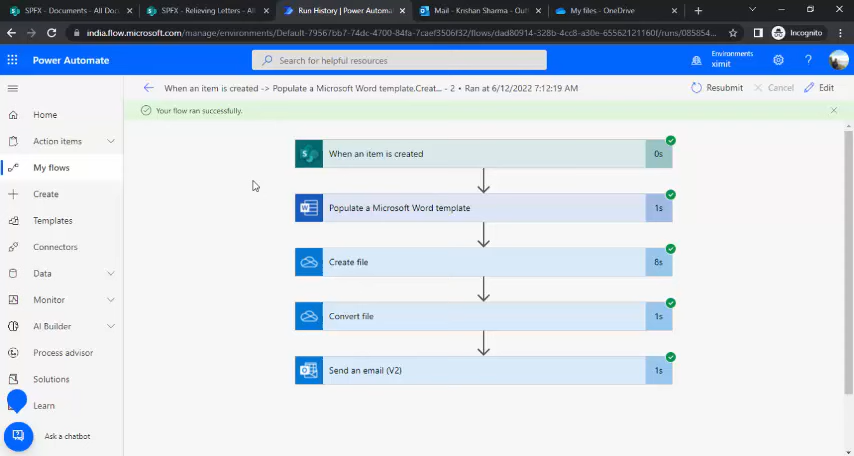 SPFX - Documents - All Doc
SPFX - Relieving Letters - All
Run History | Power Automate
Mail - Krishan Sharma - Out
My files - OneDrive
india.flow.microsoft.com/manage/environments/Default-79567bb7-74dc-4700-84fa-7caef3506f32/flows/dad80914-328b-4cc8-a30e-65562121160f/runs/085854
Incognito
Power Automate
Search for helpful resources
Environments
ximit
When an item is created -> Populate a Microsoft Word template,Creat... - 2 • Ran at 6/12/2022 7:12:19 AM
Resubmit
Cancel
Edit
Your flow ran successfully.
Home
Action items
My flows
Create
Templates
Connectors
Data
Monitor
AI Builder
Process advisor
Solutions
Learn
Ask a chatbot
When an item is created
0s
Populate a Microsoft Word template
1s
Create file
8s
Convert file
1s
Send an email (V2)
1s